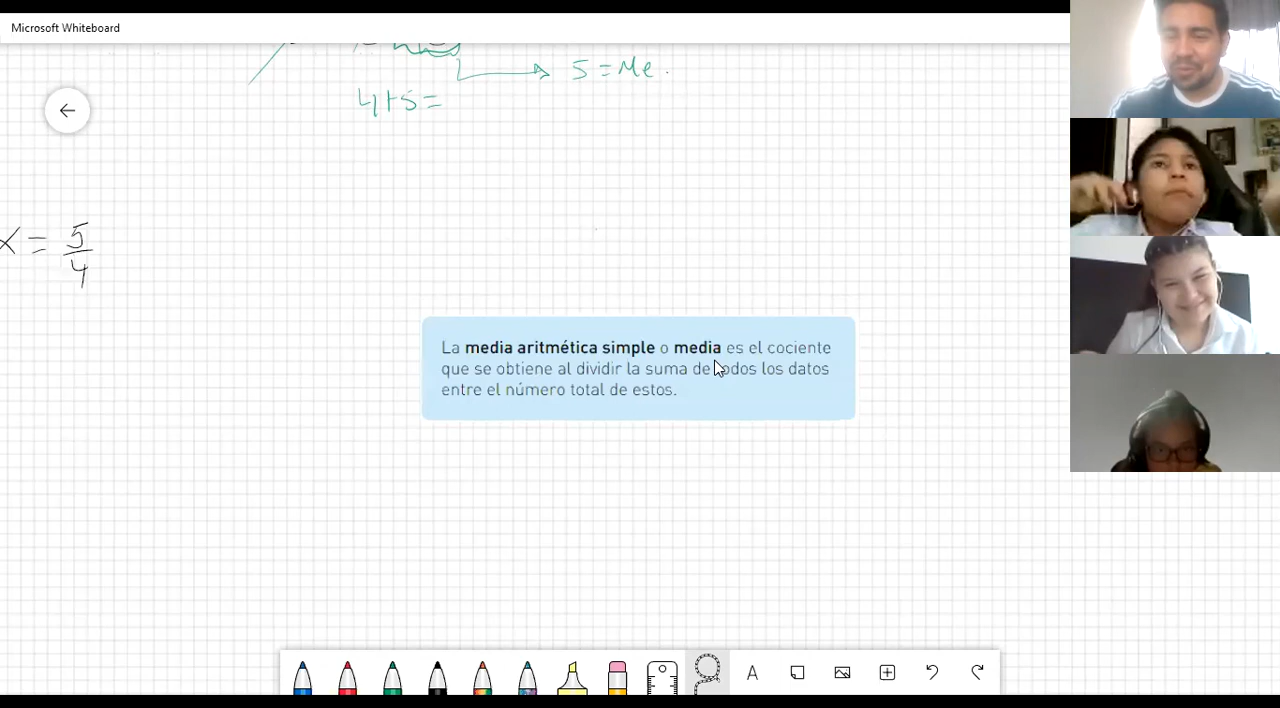 Microsoft Whiteboard
5 = Me.
4+5=
x = 5/4
La media aritmética simple o media es el cociente
que se obtiene al dividir la suma de todos los datos
entre el número total de estos.
A